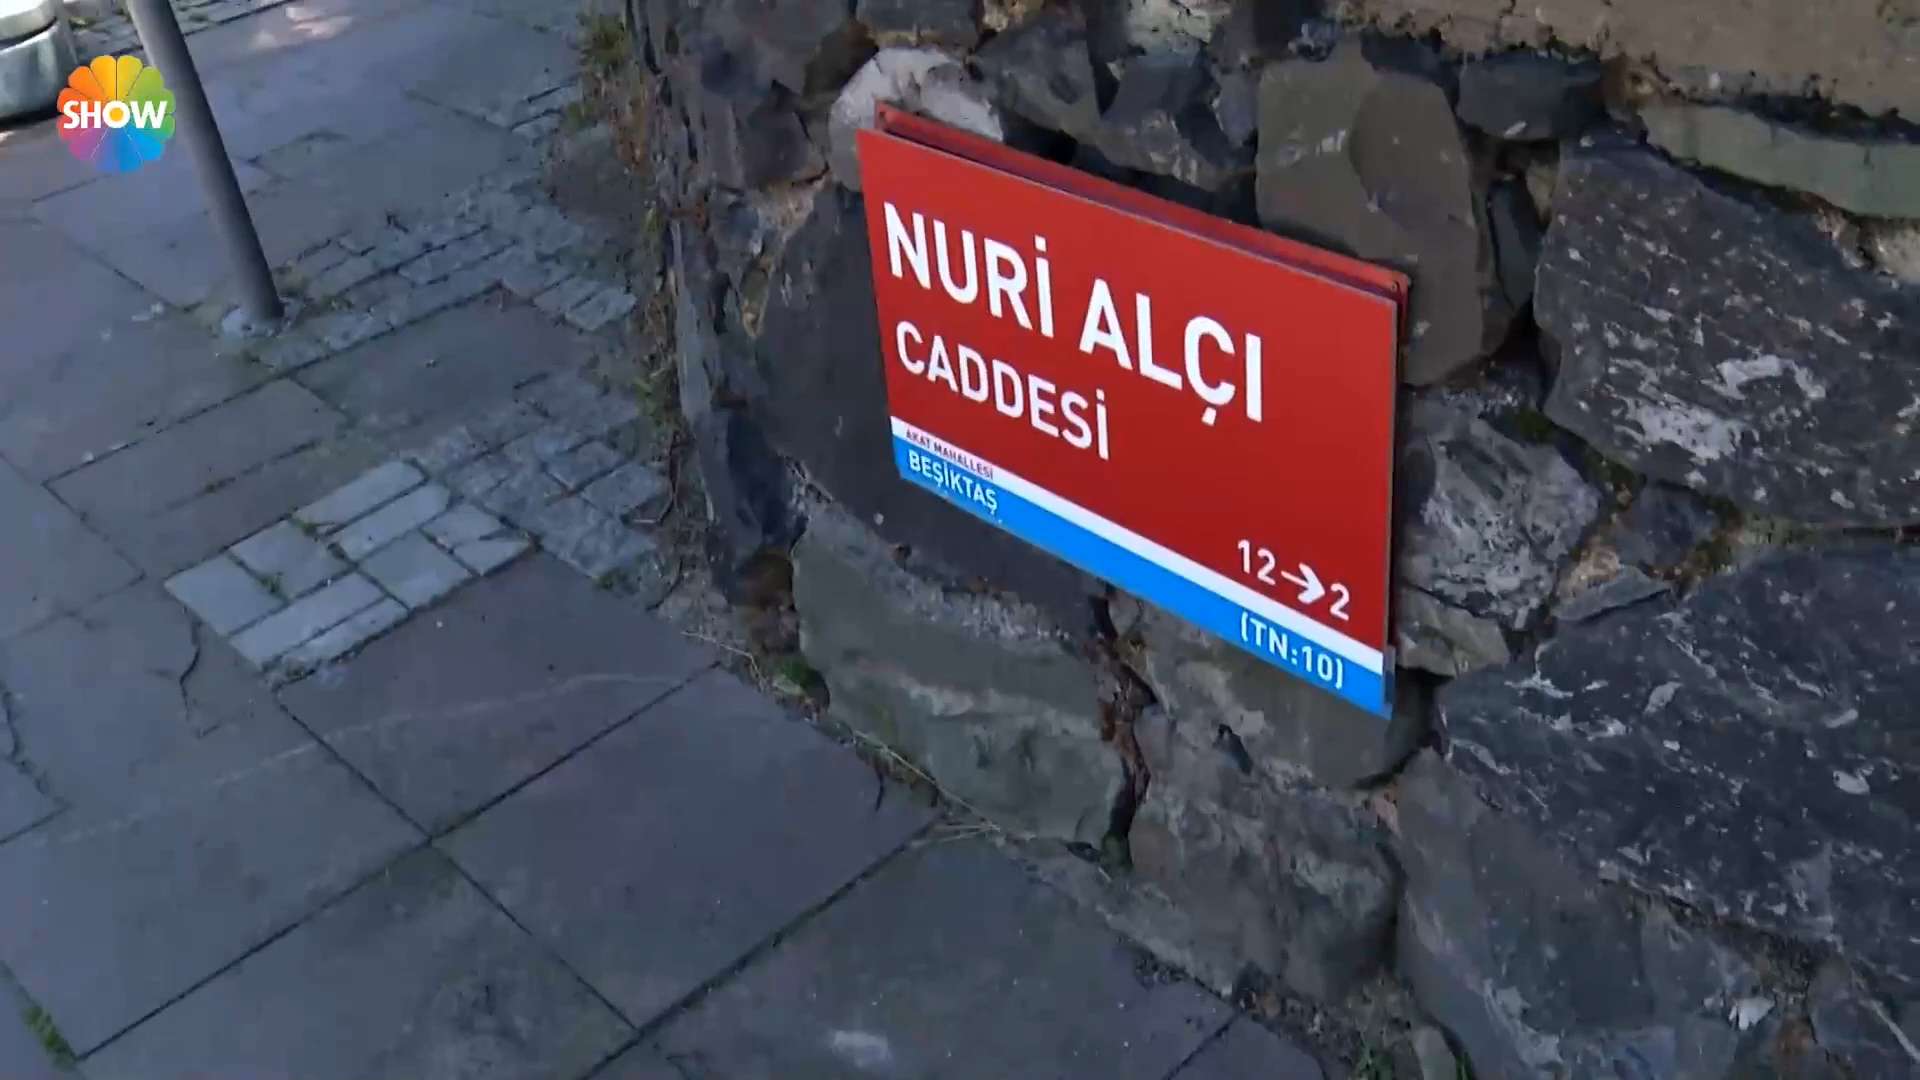 SHOW
NURİ ALÇI
CADDESİ
AKAT MAHALLESİ
BEŞİKTAŞ
12→2
(TN:10)